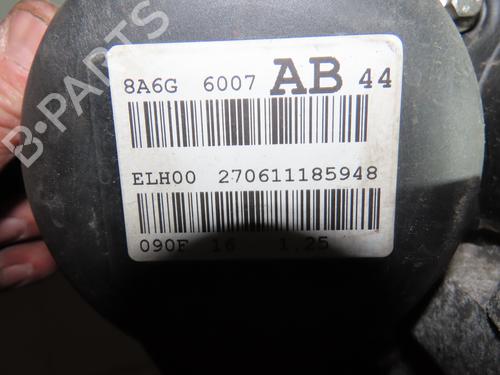 B-PARTS
8A6G 6007 AB 44
ELH00 270611185948
090F 16 1.25